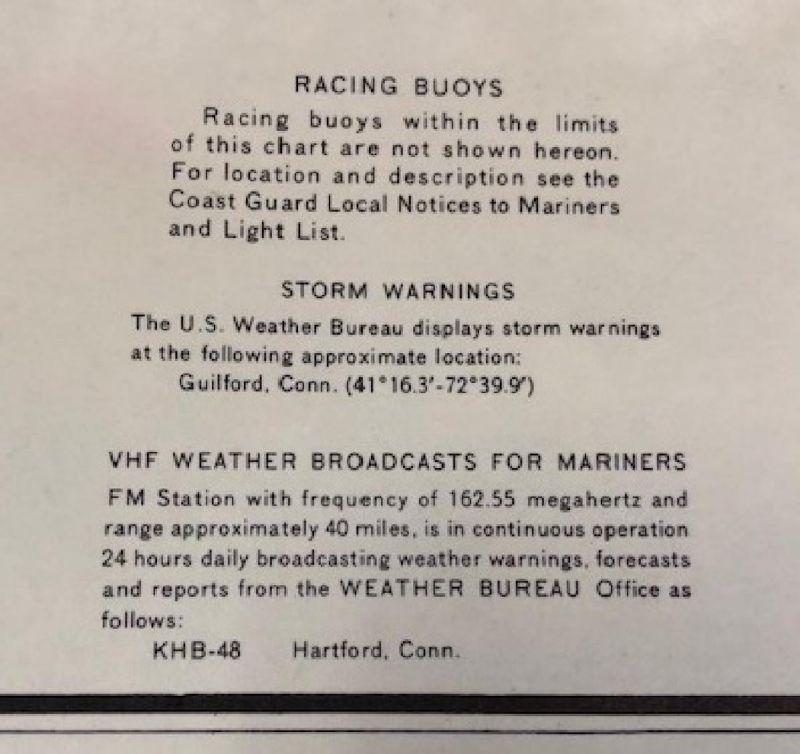 RACING BUOYS
Racing buoys within the limits
of this chart are not shown hereon.
For location and description see the
Coast Guard Local Notices to Mariners
and Light List.
STORM WARNINGS
The U.S. Weather Bureau displays storm warnings
at the following approximate location:
Guilford, Conn. (41°16.3′-72°39.9′)
VHF WEATHER BROADCASTS FOR MARINERS
FM Station with frequency of 162.55 megahertz and
range approximately 40 miles, is in continuous operation
24 hours daily broadcasting weather warnings, forecasts
and reports from the WEATHER BUREAU Office as
follows:
KHB-48 Hartford, Conn.